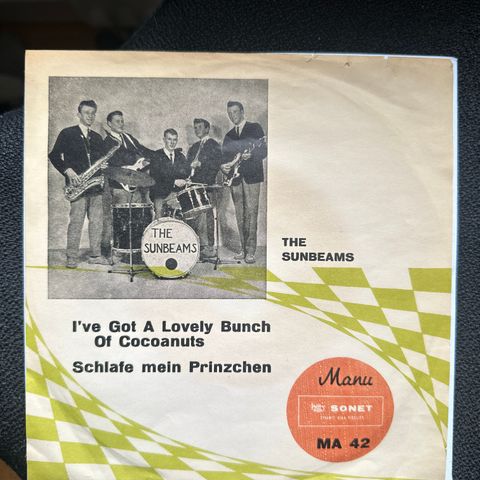 THE
SUNBEAMS
THE
SUNBEAMS
I've Got A Lovely Bunch
Of Cocoanuts
Schlafe mein Prinzchen
Manu
SONET
MA 42